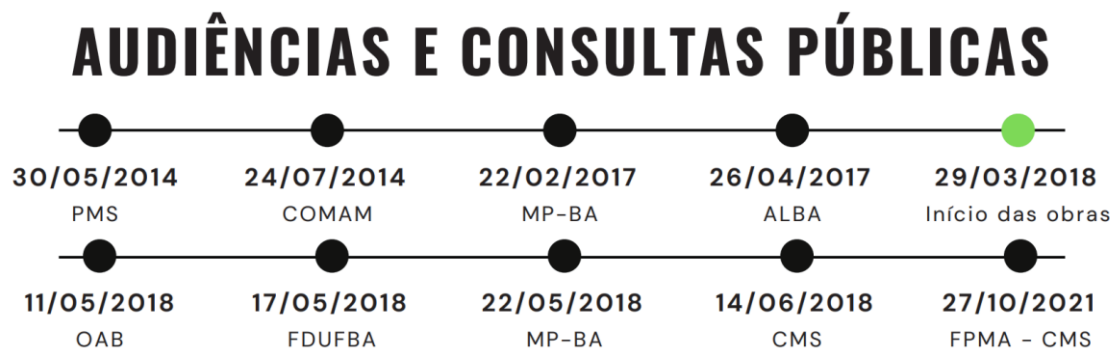 AUDIÊNCIAS E CONSULTAS PÚBLICAS
30/05/2014 24/07/2014 22/02/2017 26/04/2017 29/03/2018
PMS COMAM MP-BA ALBA Início das obras
11/05/2018 17/05/2018 22/05/2018 14/06/2018 27/10/2021
OAB FDUFBA MP-BA CMS FPMA - CMS